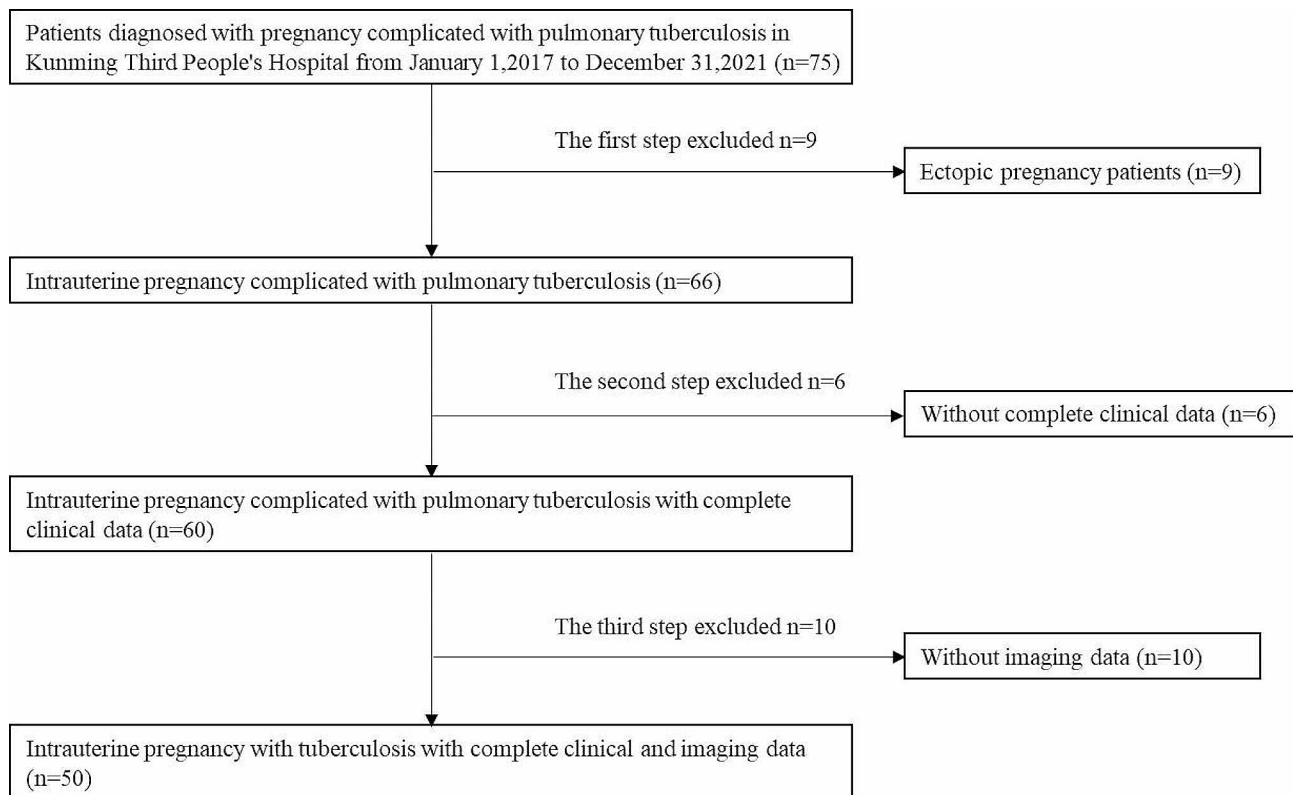 Patients diagnosed with pregnancy complicated with pulmonary tuberculosis in
Kunming Third People's Hospital from January 1,2017 to December 31,2021 (n=75)
The first step excluded n=9
Ectopic pregnancy patients (n=9)
Intrauterine pregnancy complicated with pulmonary tuberculosis (n=66)
The second step excluded n=6
Without complete clinical data (n=6)
Intrauterine pregnancy complicated with pulmonary tuberculosis with complete
clinical data (n=60)
The third step excluded n=10
Without imaging data (n=10)
Intrauterine pregnancy with tuberculosis with complete clinical and imaging data
(n=50)